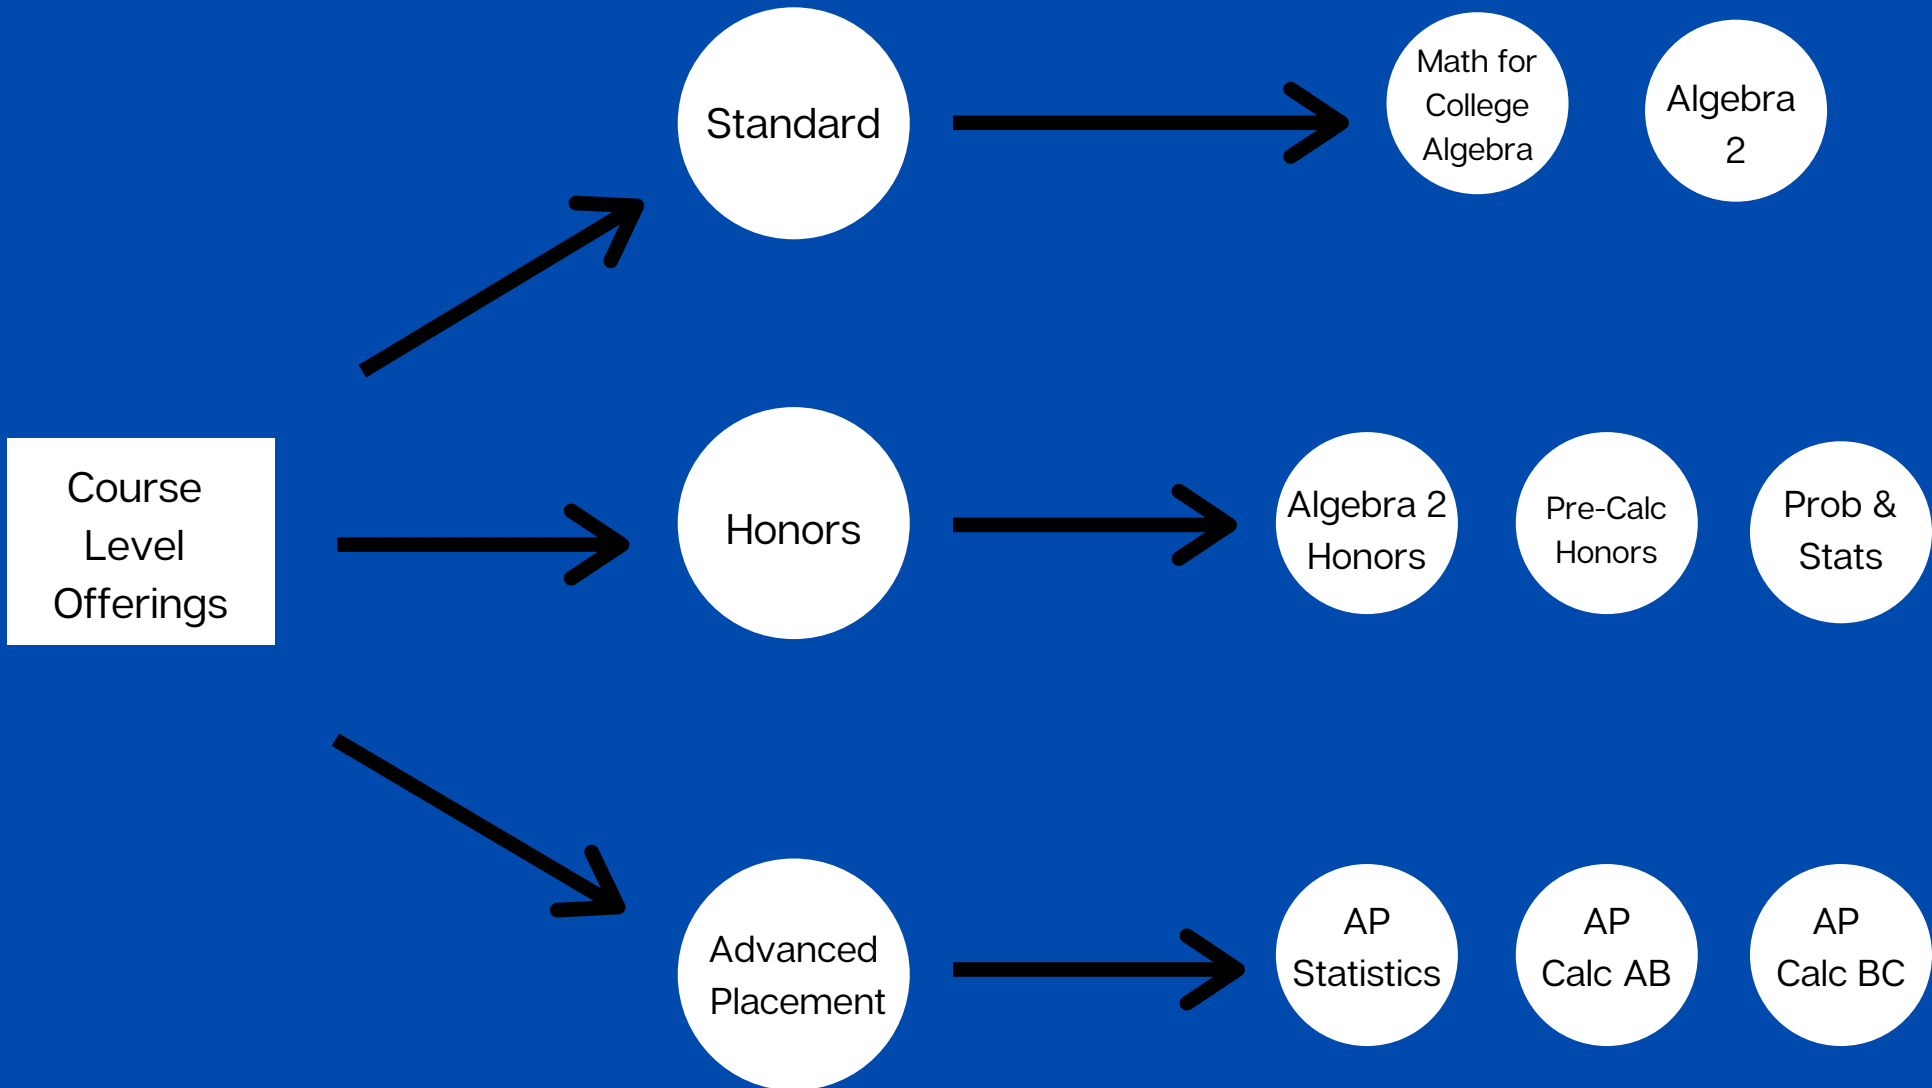 Standard
Math for
College
Algebra
Algebra
2
Course
Level
Offerings
Honors
Algebra 2
Honors
Pre-Calc
Honors
Prob &
Stats
Advanced
Placement
AP
Statistics
AP
Calc AB
AP
Calc BC